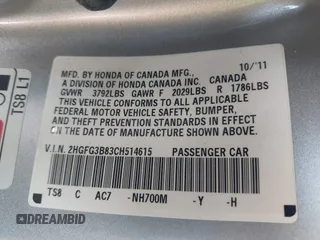 10/'11
MFD. BY HONDA OF CANADA MFG.,
A DIVISION OF HONDA CANADA INC. CANADA
GVWR 3792LBS GAWR F 2029LBS R 1786LBS
THIS VEHICLE CONFORMS TO ALL APPLICABLE
FEDERAL MOTOR VEHICLE SAFETY, BUMPER,
AND THEFT PREVENTION STANDARDS IN EFFECT
ON THE DATE OF MANUFACTURE SHOWN ABOVE.
V.I.N. 2HGFG3B83CH514615 PASSENGER CAR
TS8 C AC7 -NH700M -Y -H
TS8 L1
DREAMBID